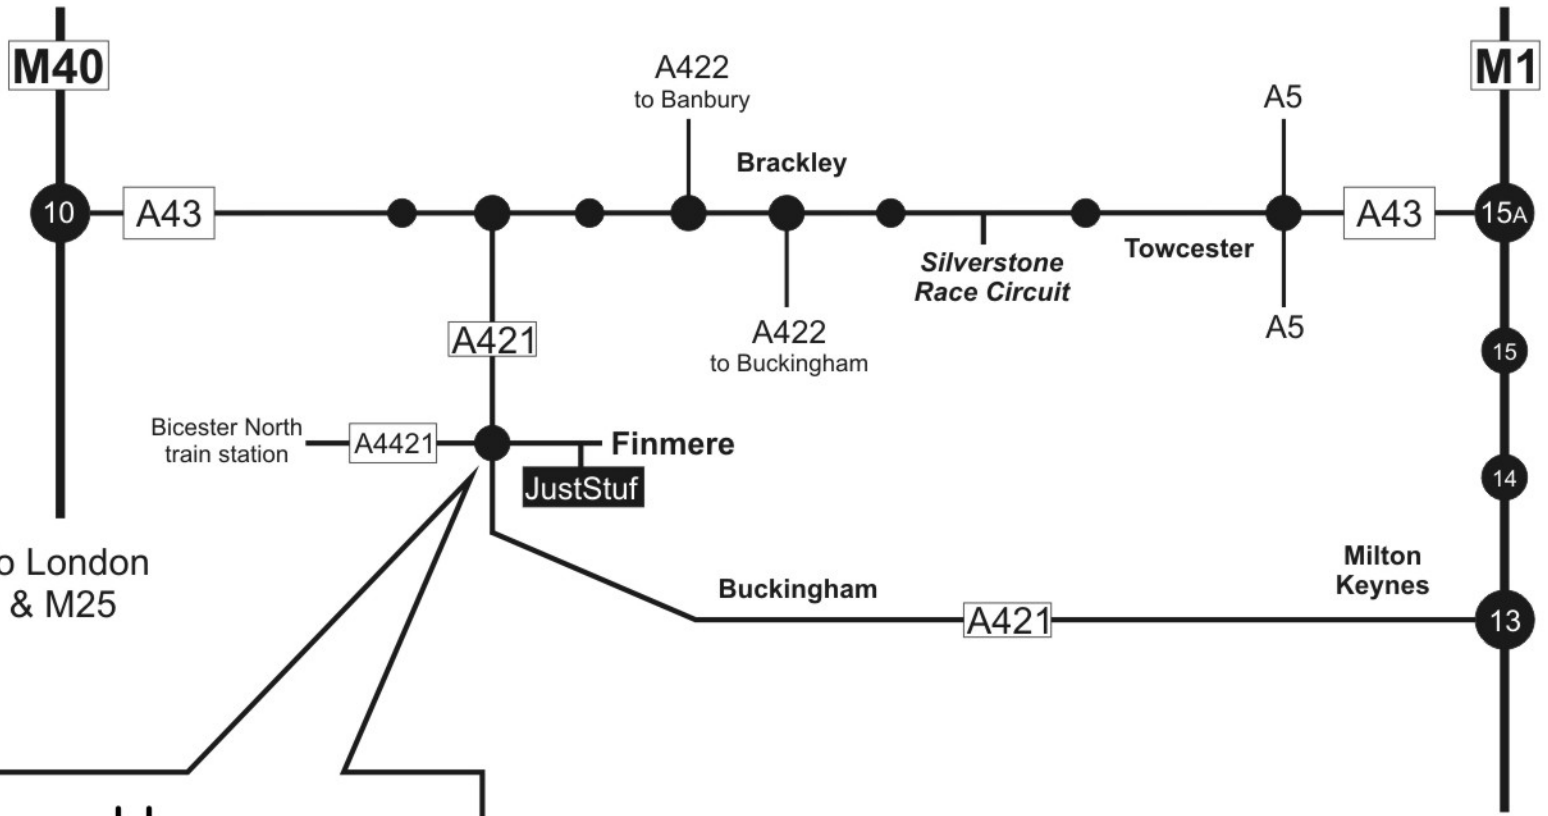 M40
M1
A422
to Banbury
A5
Brackley
10
A43
A43
15A
Silverstone
Race Circuit
Towcester
A5
A422
to Buckingham
A421
15
Bicester North
train station
A4421
Finmere
JustStuf
14
o London
& M25
Milton
Keynes
Buckingham
A421
13